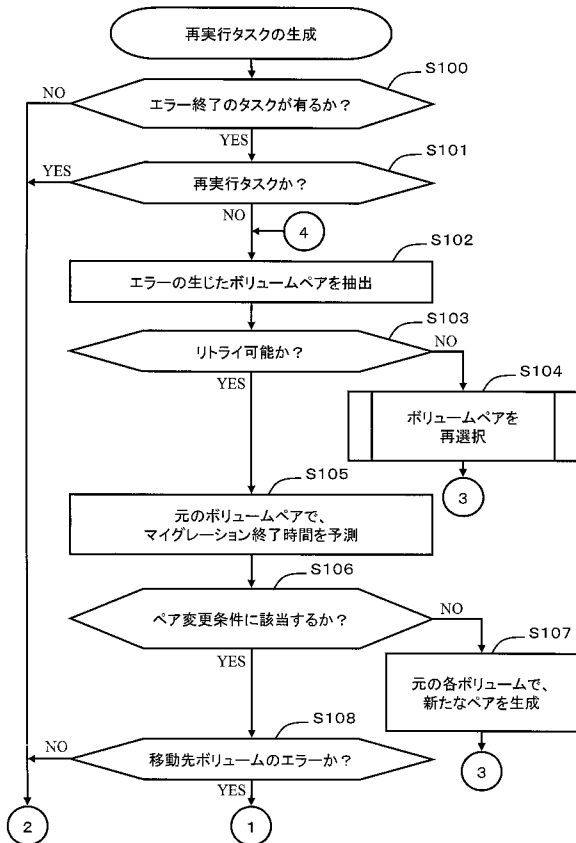 再実行タスクの生成
S100
エラー終了のタスクが有るか？
NO
YES
S101
再実行タスクか？
YES
NO
4
S102
エラーの生じたボリュームペアを抽出
S103
リトライ可能か？
NO
YES
S104
ボリュームペアを
再選択
3
S105
元のボリュームペアで、
マイグレーション終了時間を予測
S106
ペア変更条件に該当するか？
NO
YES
S107
元の各ボリュームで、
新たなペアを生成
3
S108
移動先ボリュームのエラーか？
NO
YES
2
1